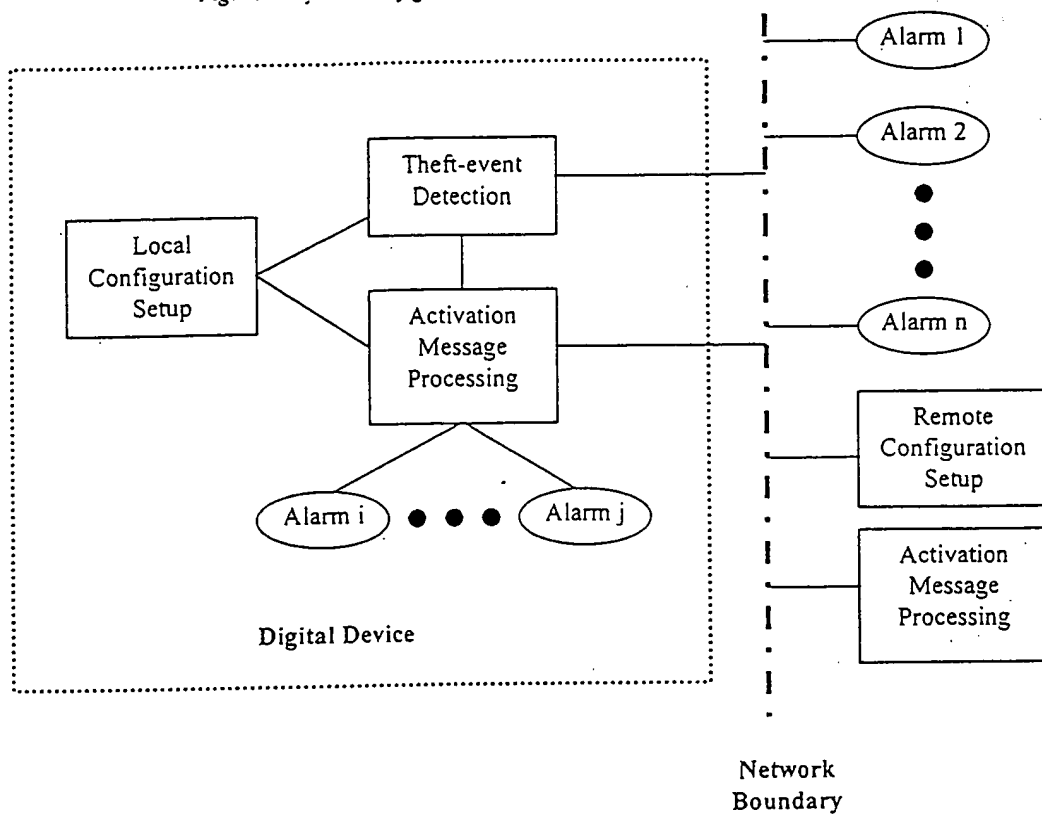 Alarm 1
Alarm 2
Theft-event
Detection
Local
Configuration
Setup
Activation
Message
Processing
Alarm n
Remote
Configuration
Setup
Alarm i
Alarm j
Activation
Message
Processing
Digital Device
Network
Boundary